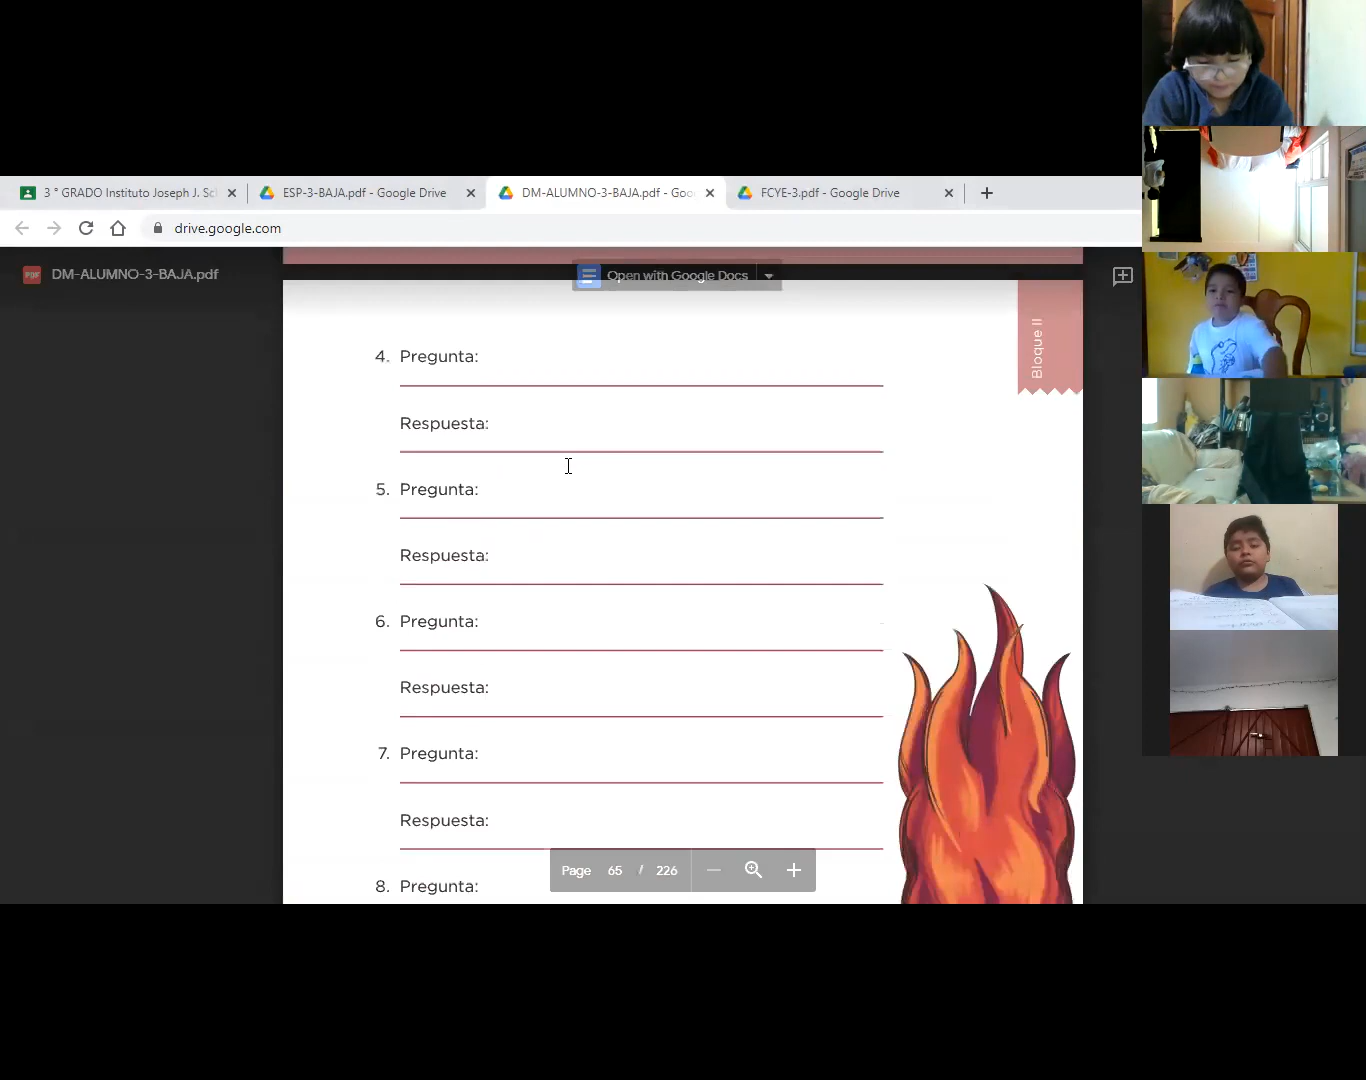 3 ° GRADO Instituto Joseph J. Sc
ESP-3-BAJA.pdf - Google Drive
DM-ALUMNO-3-BAJA.pdf - Goo
FCYE-3.pdf - Google Drive
drive.google.com
PDF
DM-ALUMNO-3-BAJA.pdf
Open with Google Docs
Bloque II
4. Pregunta:
Respuesta:
5. Pregunta:
Respuesta:
6. Pregunta:
Respuesta:
7. Pregunta:
Respuesta:
8. Pregunta:
Page 65 / 226